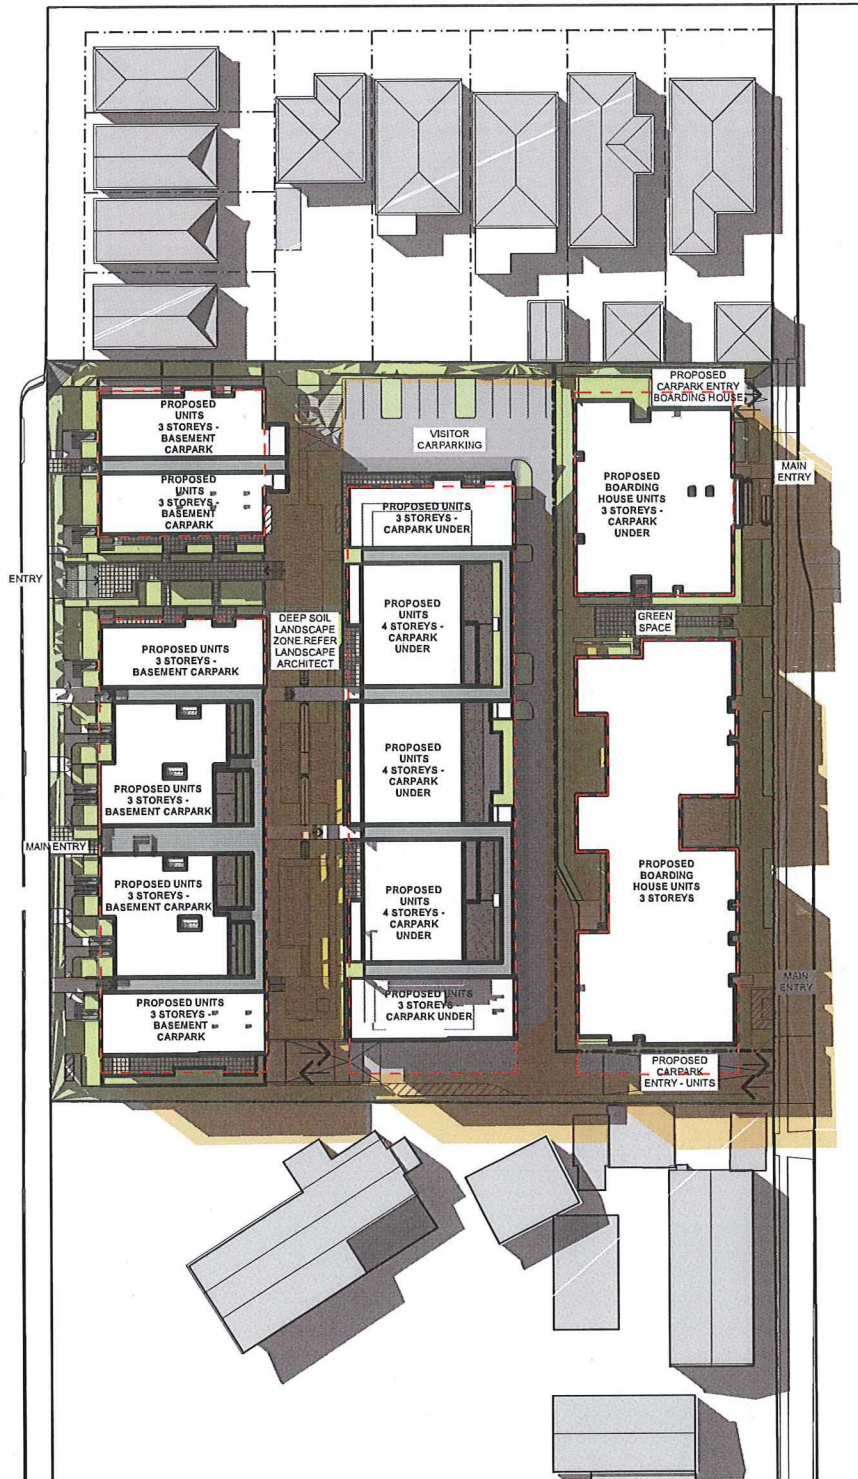 PROPOSED
CARPARK ENTRY
BOARDING HOUSE
PROPOSED
UNITS
3 STOREYS -
BASEMENT
CARPARK
VISITOR
CARPARKING
MAIN
ENTRY
PROPOSED
UNITS
3 STOREYS -
BASEMENT
CARPARK
PROPOSED
BOARDING
HOUSE UNITS
3 STOREYS -
CARPARK
UNDER
PROPOSED UNITS
3 STOREYS -
CARPARK UNDER
ENTRY
PROPOSED
UNITS
4 STOREYS -
CARPARK
UNDER
DEEP SOIL
LANDSCAPE
ZONE.REFER
LANDSCAPE
ARCHITECT
GREEN
SPACE
PROPOSED UNITS
3 STOREYS -
BASEMENT CARPARK
PROPOSED
UNITS
4 STOREYS -
CARPARK
UNDER
PROPOSED UNITS
3 STOREYS -
BASEMENT CARPARK
MAIN ENTRY
PROPOSED UNITS
3 STOREYS -
BASEMENT CARPARK
PROPOSED
UNITS
4 STOREYS -
CARPARK
UNDER
PROPOSED
BOARDING
HOUSE UNITS
3 STOREYS
MAIN
ENTRY
PROPOSED UNITS
3 STOREYS -
BASEMENT
CARPARK
PROPOSED UNITS
3 STOREYS
CARPARK UNDER
PROPOSED
CARPARK
ENTRY - UNITS